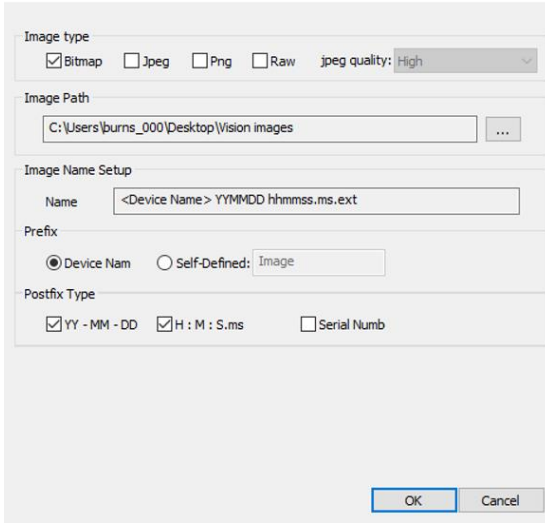 Image type
Bitmap Jpeg Png Raw jpeg quality: High
Image Path
C:\Users\burns_000\Desktop\Vision images ...
Image Name Setup
Name <Device Name> YYMMDD hhmmss.ms.ext
Prefix
Device Nam Self-Defined: Image
Postfix Type
YY - MM - DD H : M : S.ms Serial Numb
OK Cancel